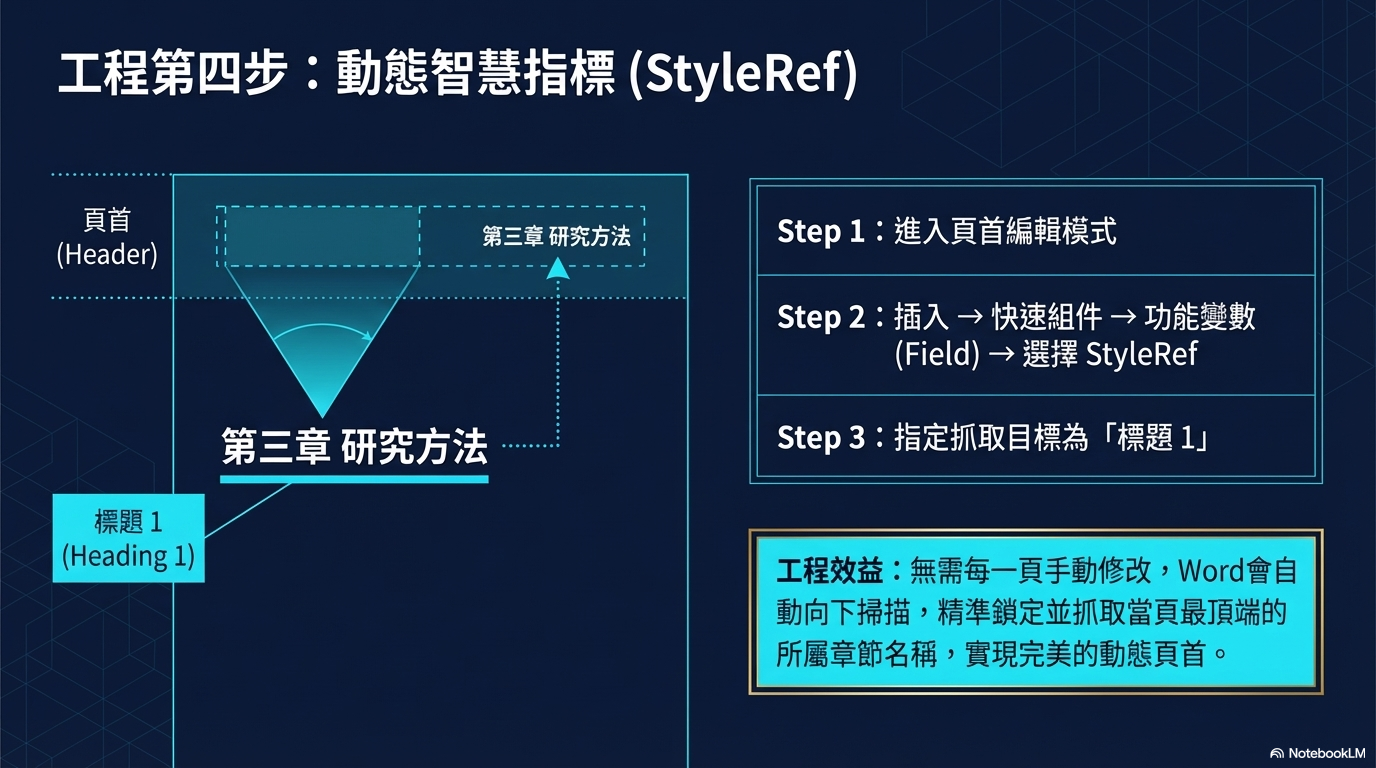 工程第四步：動態智慧指標 (StyleRef)
頁首
(Header)
第三章 研究方法
第三章 研究方法
標題 1
(Heading 1)
Step 1：進入頁首編輯模式
Step 2：插入 → 快速組件 → 功能變數
(Field) → 選擇 StyleRef
Step 3：指定抓取目標為「標題 1」
工程效益：無需每一頁手動修改，Word會自
動向下掃描，精準鎖定並抓取當頁最頂端的
所屬章節名稱，實現完美的動態頁首。
NotebookLM